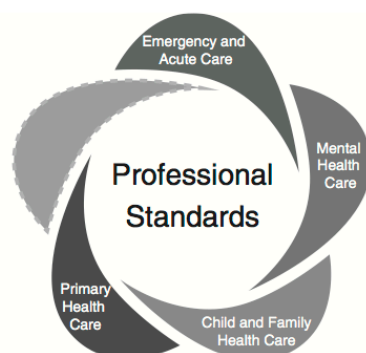 Emergency and
Acute Care
Mental
Health
Care
Professional
Standards
Primary
Health
Care
Child and Family
Health Care